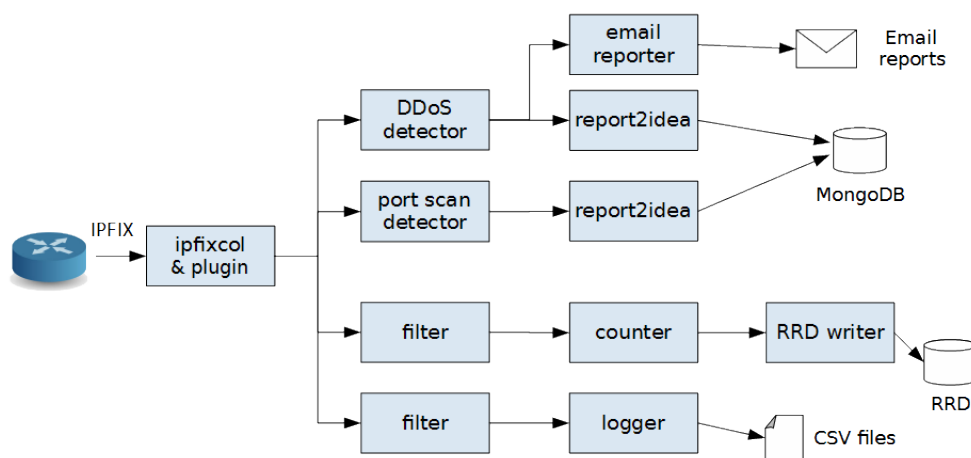 email
reporter
Email
reports
DDoS
detector
report2idea
MongoDB
port scan
detector
report2idea
IPFIX
ipfixcol
& plugin
filter
counter
RRD writer
RRD
filter
logger
CSV files